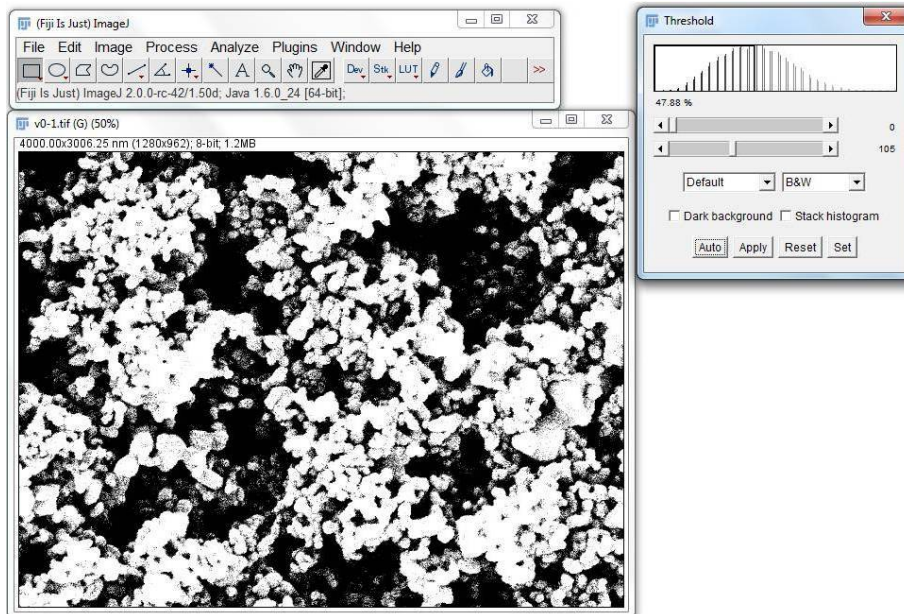 (Fiji Is Just) ImageJ
File Edit Image Process Analyze Plugins Window Help
A Dev Stk LUT >>
(Fiji Is Just) ImageJ 2.0.0-rc-42/1.50d; Java 1.6.0_24 [64-bit];
v0-1.tif (G) (50%)
4000.00x3006.25 nm (1280x962); 8-bit; 1.2MB
Threshold
47.88 %
0
105
Default B&W
Dark background Stack histogram
Auto Apply Reset Set